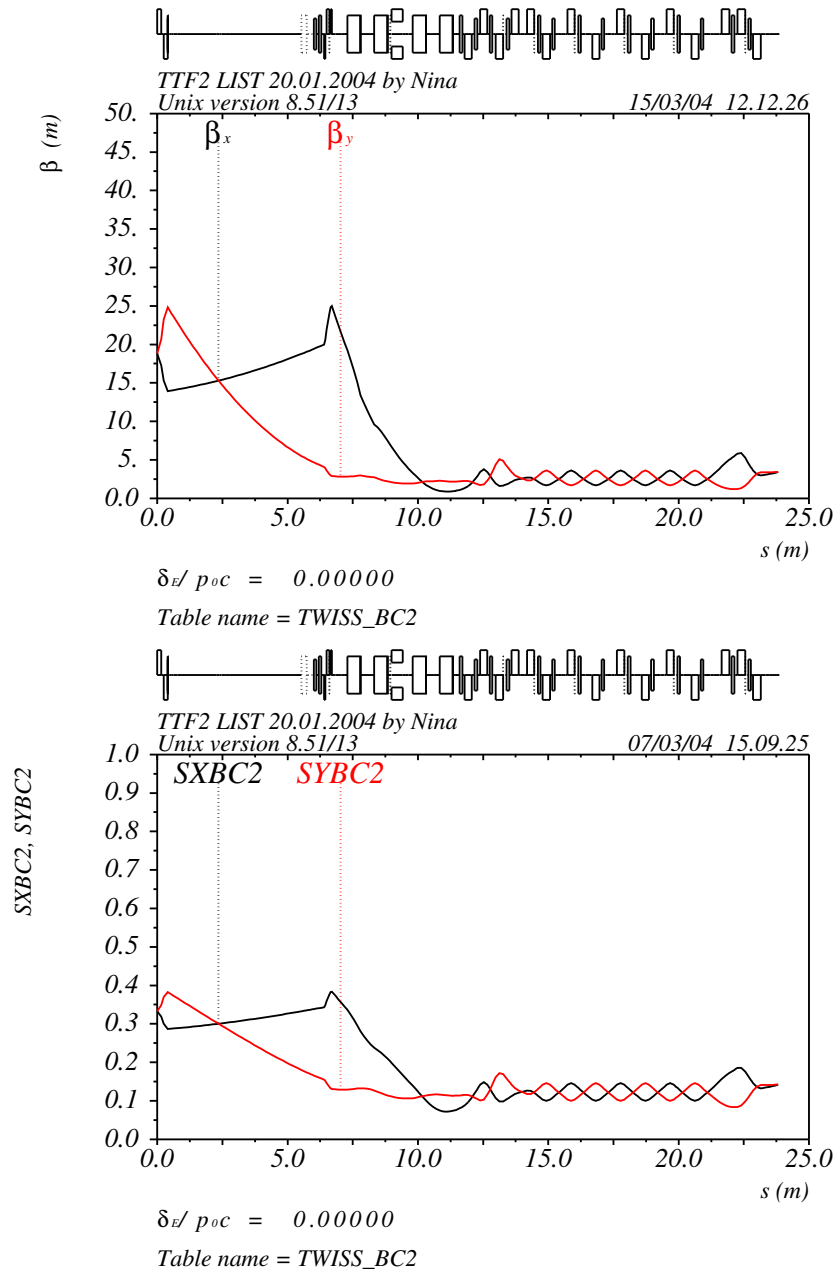 TTF2 LIST 20.01.2004 by Nina
Unix version 8.51/13 15/03/04 12.12.26
β (m)
50.
45.
40.
35.
30.
25.
20.
15.
10.
5.
0.0
βx βy
0.0 5.0 10.0 15.0 20.0 25.0
s (m)
δE/ p0c = 0.00000
Table name = TWISS_BC2
TTF2 LIST 20.01.2004 by Nina
Unix version 8.51/13 07/03/04 15.09.25
SXBC2, SYBC2
1.0
0.9
0.8
0.7
0.6
0.5
0.4
0.3
0.2
0.1
0.0
SXBC2 SYBC2
0.0 5.0 10.0 15.0 20.0 25.0
s (m)
δE/ p0c = 0.00000
Table name = TWISS_BC2